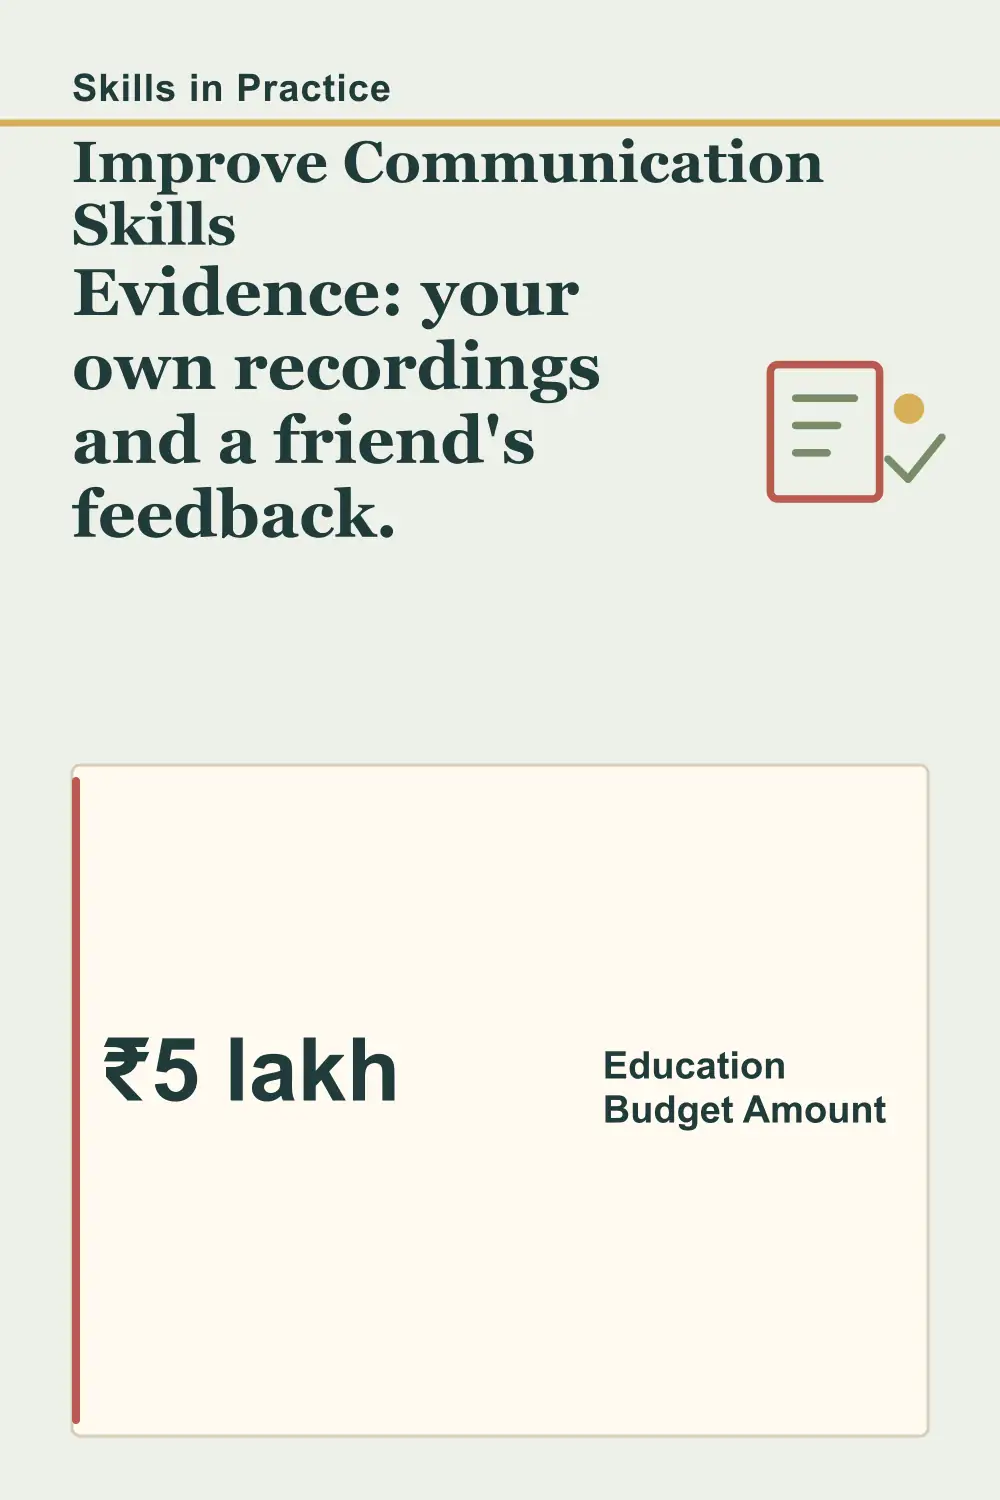 Skills in Practice
Improve Communication
Skills
Evidence: your
own recordings
and a friend's
feedback.
₹5 lakh
Education
Budget Amount